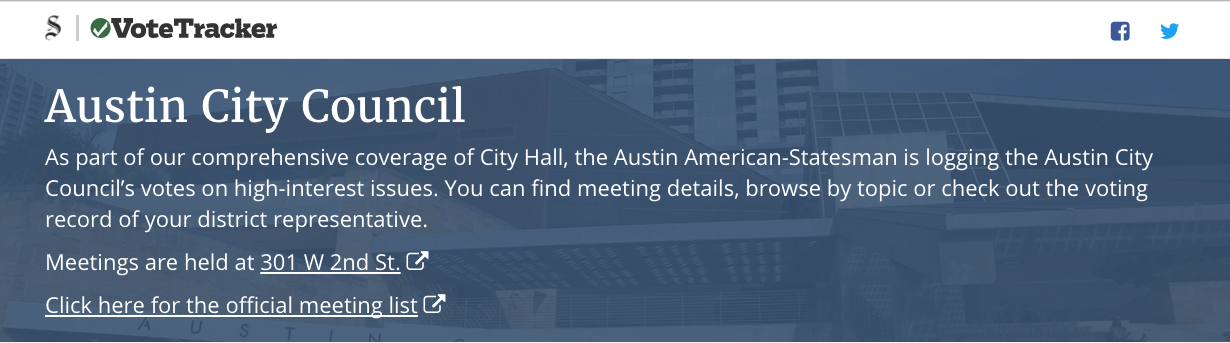 S | VoteTracker
Austin City Council
As part of our comprehensive coverage of City Hall, the Austin American-Statesman is logging the Austin City
Council's votes on high-interest issues. You can find meeting details, browse by topic or check out the voting
record of your district representative.
Meetings are held at 301 W 2nd St.
Click here for the official meeting list
A U S T I N C